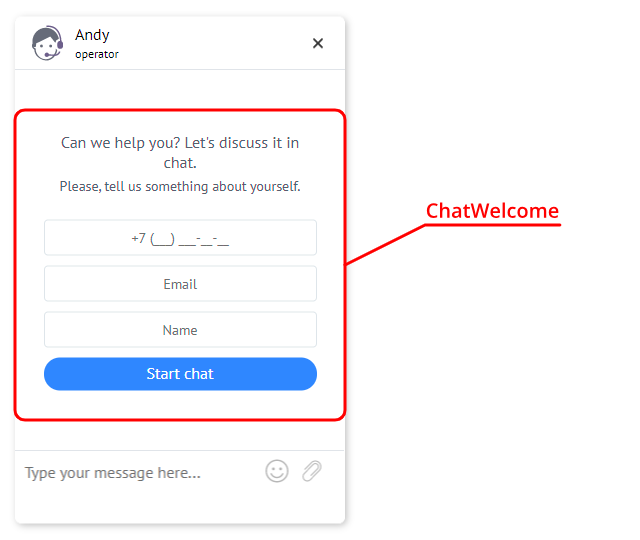 Andy
operator
Can we help you? Let's discuss it in
chat.
Please, tell us something about yourself.
ChatWelcome
+7 (___) ___-__-__
Email
Name
Start chat
Type your message here...